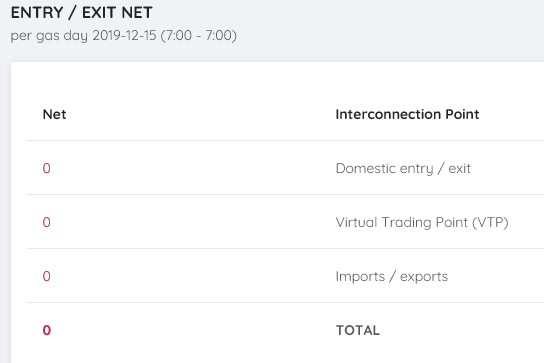 ENTRY / EXIT NET
per gas day 2019-12-15 (7:00 - 7:00)
Net Interconnection Point
0 Domestic entry / exit
0 Virtual Trading Point (VTP)
0 Imports / exports
0 TOTAL